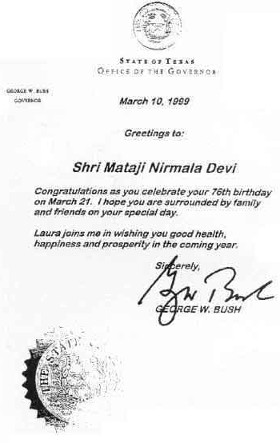 STATE OF TEXAS
OFFICE OF THE GOVERNOR
GEORGE W. BUSH
GOVERNOR
March 10, 1999
Greetings to:
Shri Mataji Nirmala Devi
Congratulations as you celebrate your 76th birthday
on March 21. I hope you are surrounded by family
and friends on your special day.
Laura joins me in wishing you good health,
happiness and prosperity in the coming year.
Sincerely,
GEORGE W. BUSH
THE STATE